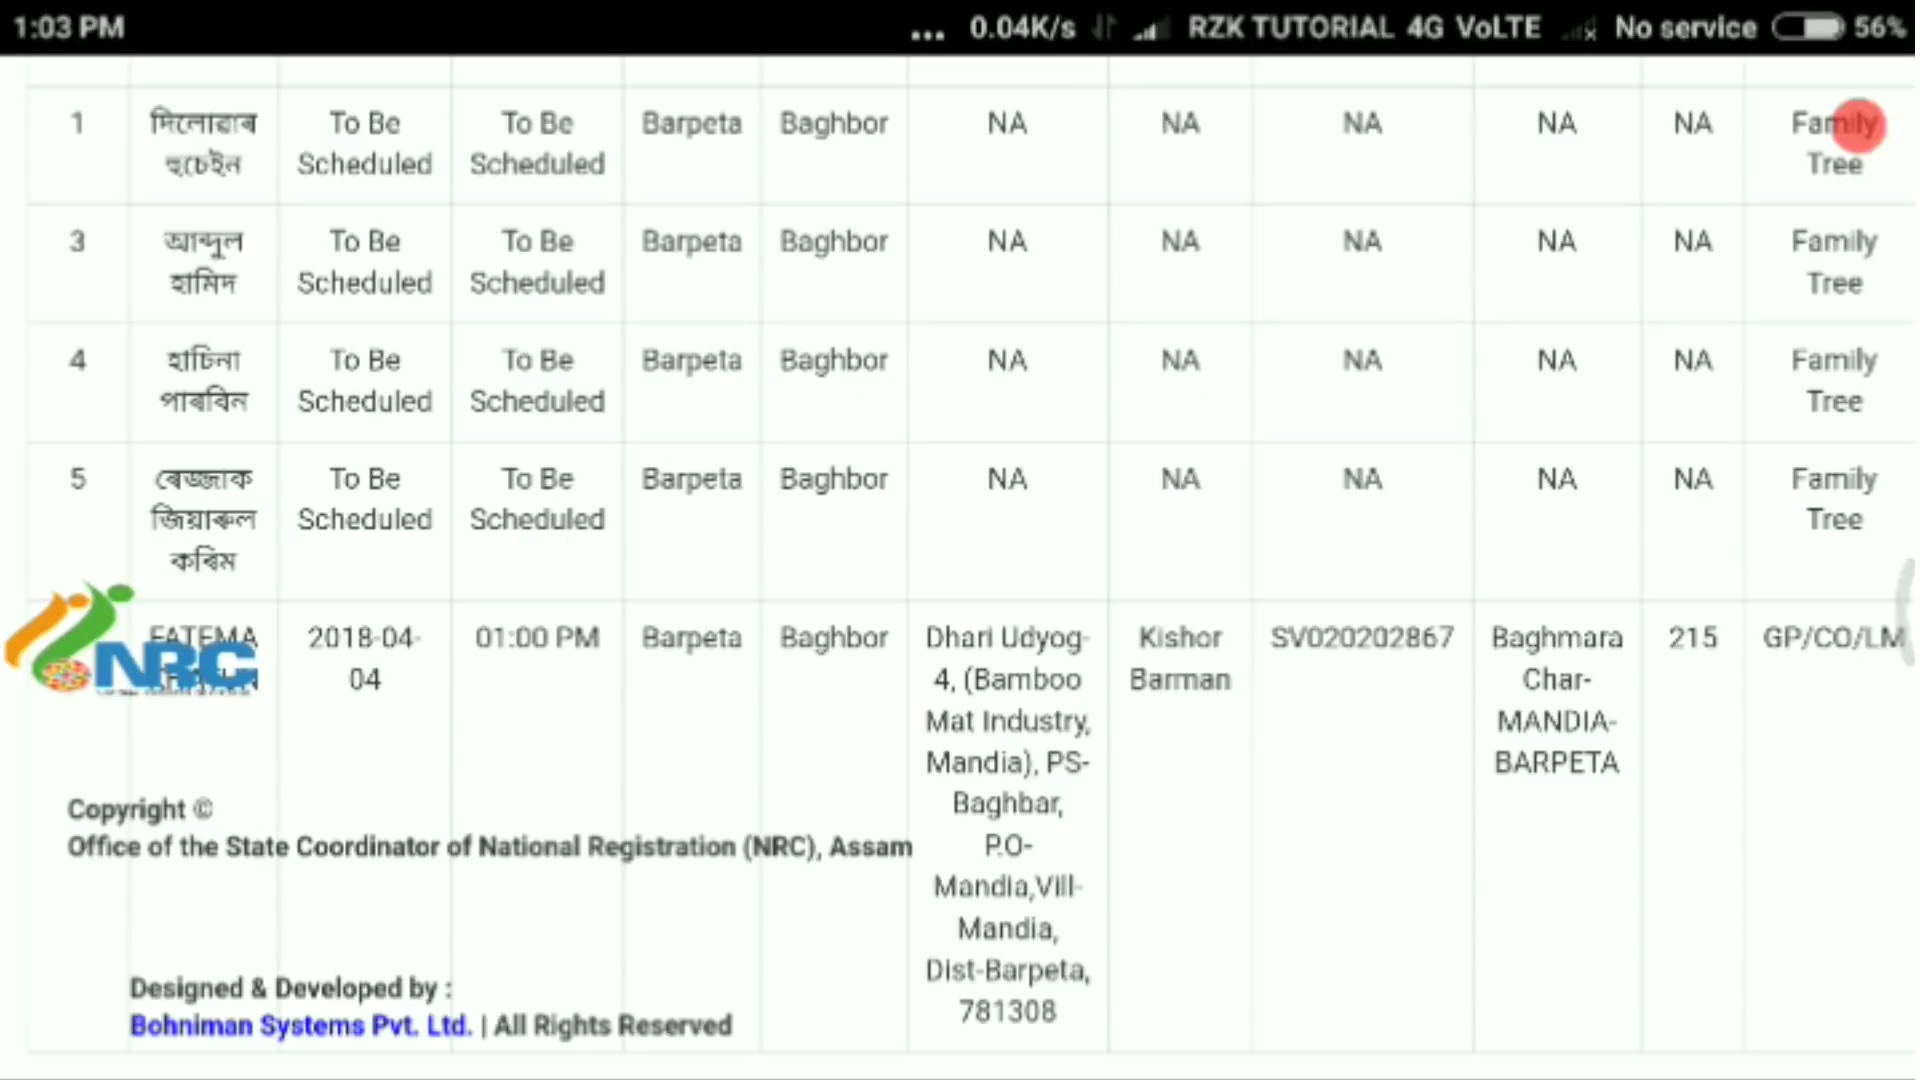 1:03 PM ... 0.04K/s RZK TUTORIAL 4G VoLTE No service 56%
1 দিলোৱাৰ হুচেইন To Be Scheduled To Be Scheduled Barpeta Baghbor NA NA NA NA NA Family Tree
3 আব্দুল হামিদ To Be Scheduled To Be Scheduled Barpeta Baghbor NA NA NA NA NA Family Tree
4 হাচিনা পাৰবিন To Be Scheduled To Be Scheduled Barpeta Baghbor NA NA NA NA NA Family Tree
5 ৰেজ্জাক জিয়াৰুল কৰিম To Be Scheduled To Be Scheduled Barpeta Baghbor NA NA NA NA NA Family Tree
FATEMA 2018-04-04 01:00 PM Barpeta Baghbor Dhari Udyog-4, (Bamboo Mat Industry, Mandia), PS-Baghbar, P.O-Mandia,Vill-Mandia, Dist-Barpeta, 781308 Kishor Barman SV020202867 Baghmara Char-MANDIA-BARPETA 215 GP/CO/LM
NRC
Copyright ©
Office of the State Coordinator of National Registration (NRC), Assam
Designed & Developed by :
Bohniman Systems Pvt. Ltd. | All Rights Reserved